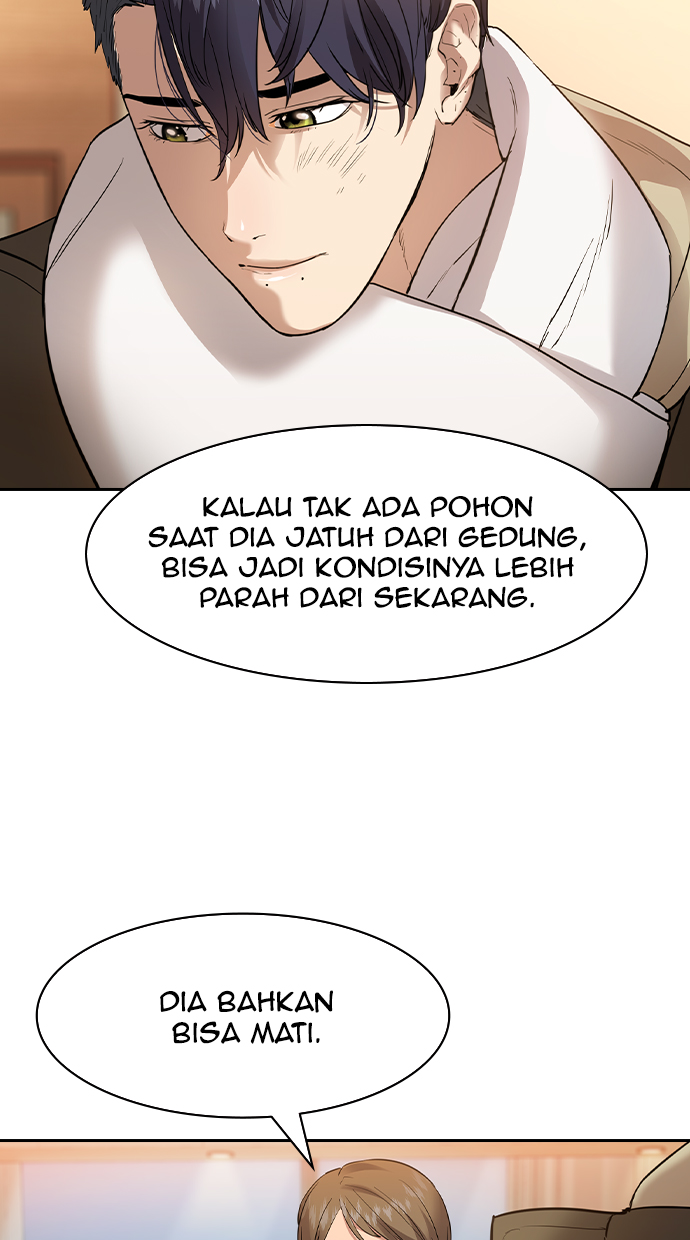 KALAU TAK ADA POHON
SAAT DIA JATUH DARI GEDUNG,
BISA JADI KONDISINYA LEBIH
PARAH DARI SEKARANG.
DIA BAHKAN
BISA MATI.